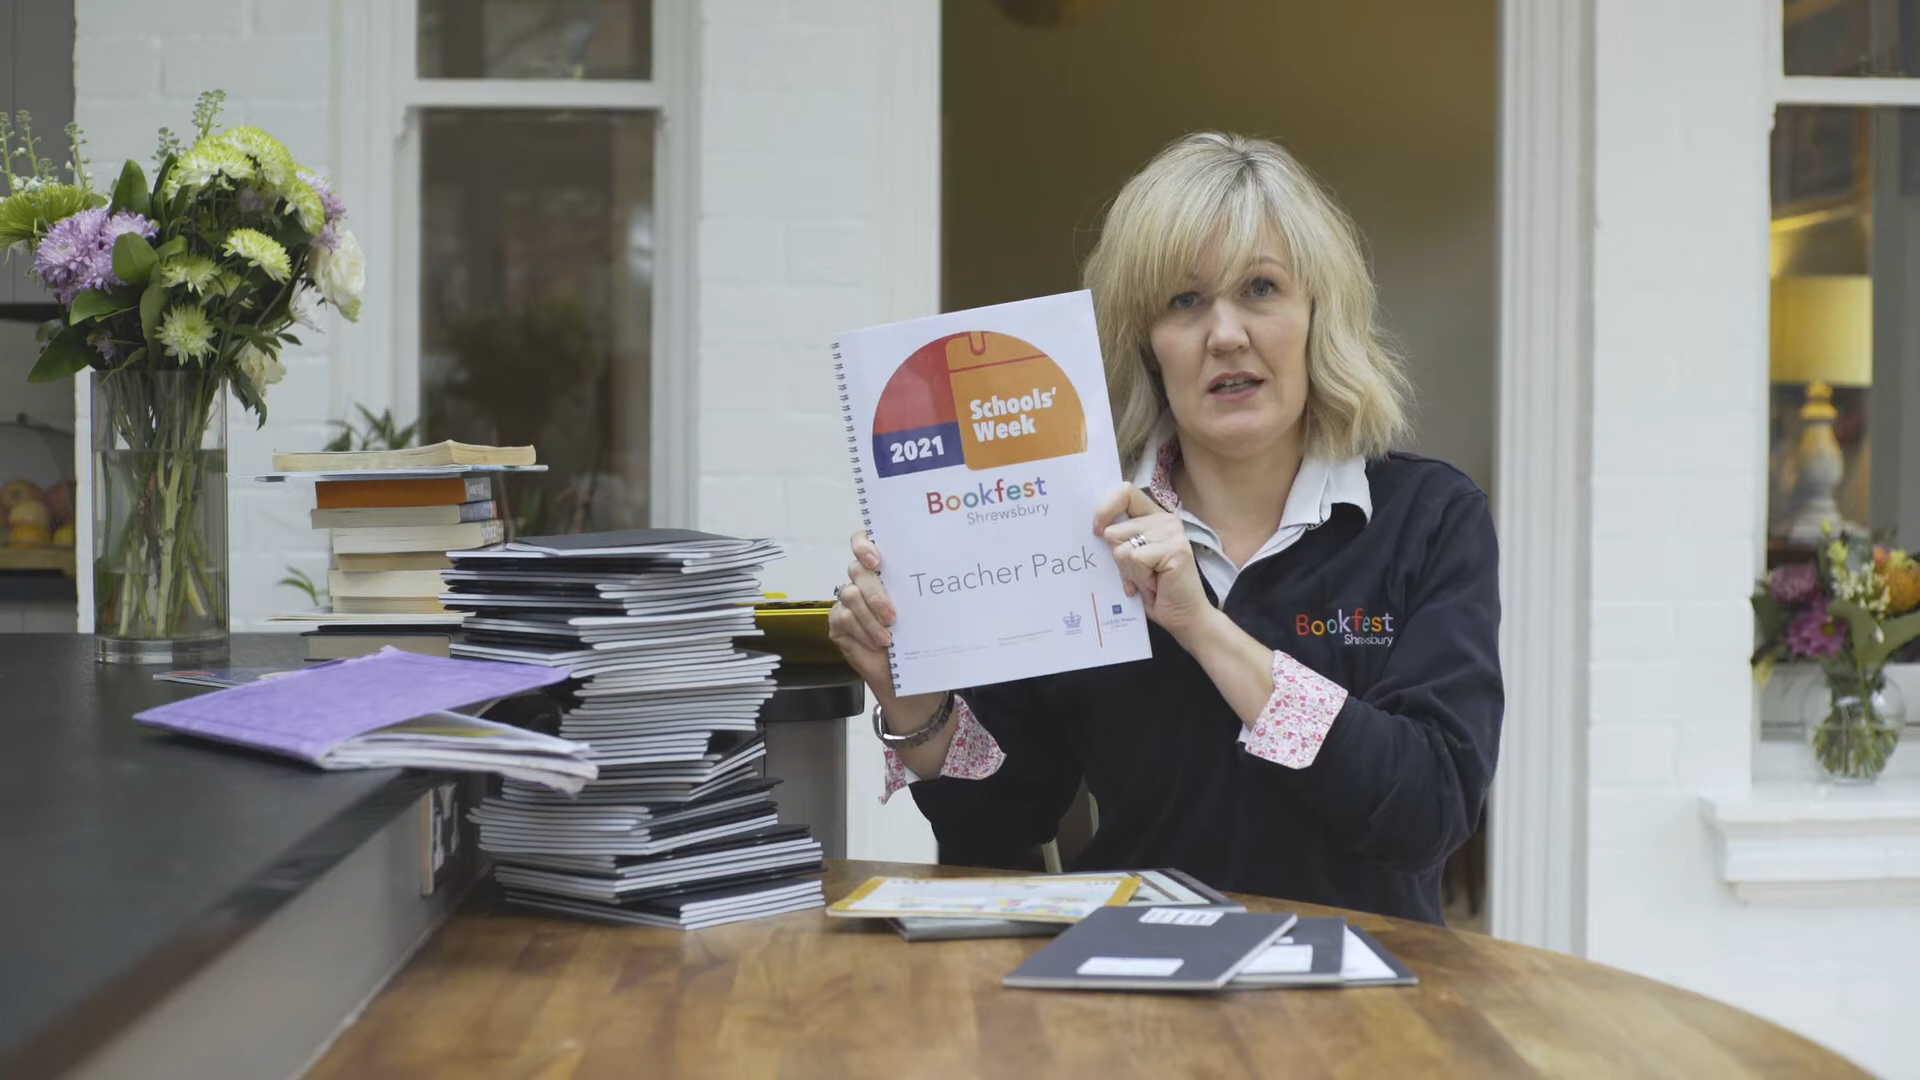 Schools'
Week
2021
Bookfest
Shrewsbury
Teacher Pack
Bookfest
Shrewsbury